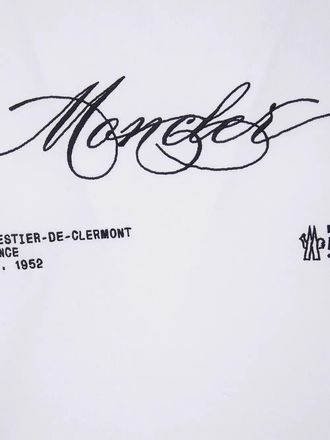 Moncler
ESTIER-DE-CLERMONT
NCE
. 1952